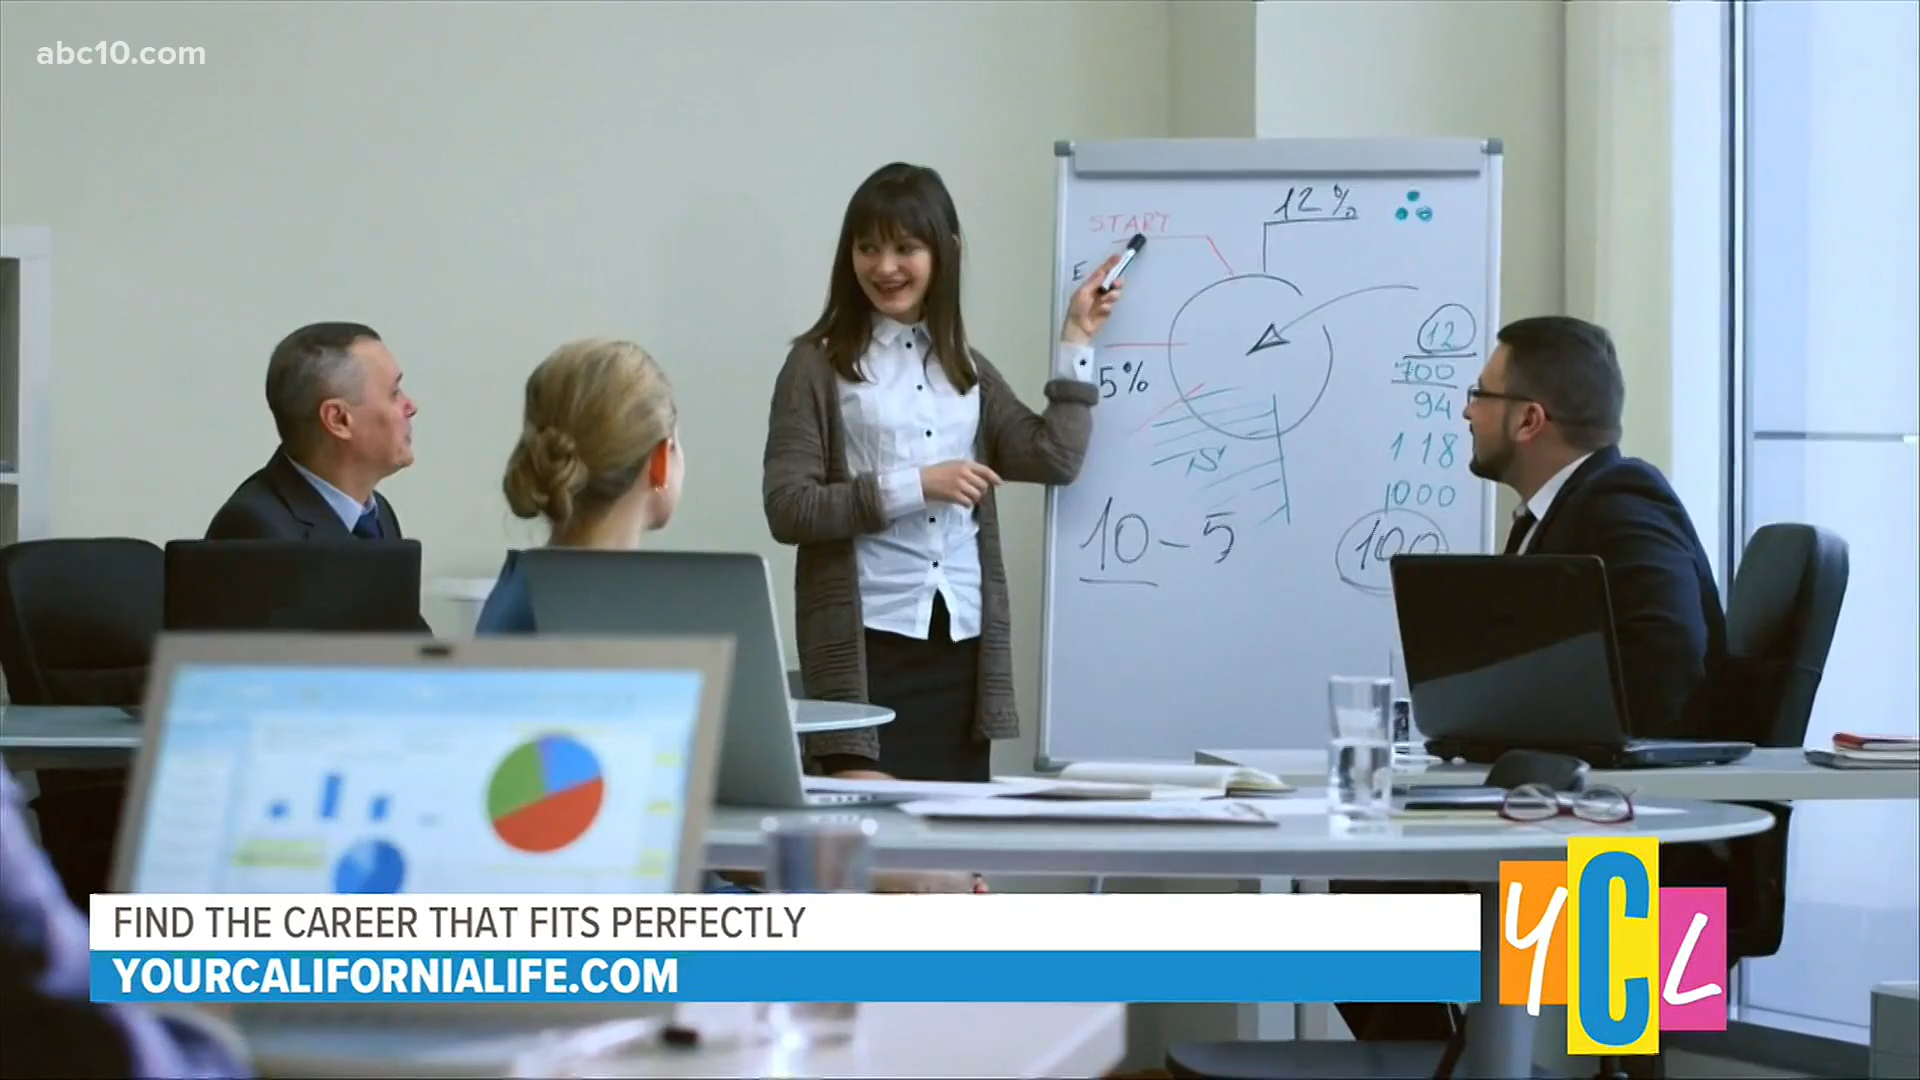 abc10.com
START
12%
E
5%
12
700
94
118
1000
100
10-5
FIND THE CAREER THAT FITS PERFECTLY
YOURCALIFORNIALIFE.COM
YCL